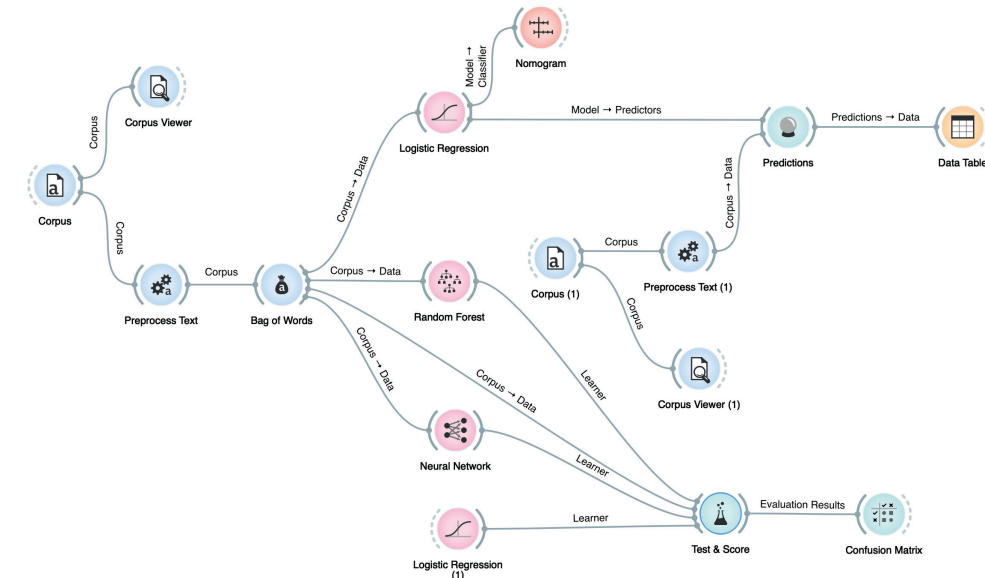 Model →
Classifier
Nomogram
Corpus
Corpus Viewer
Model → Predictors
Predictions → Data
Logistic Regression
Predictions
Data Table
a
Corpus
Corpus → Data
Corpus → Data
Corpus
Corpus
a
Corpus (1)
a
Preprocess Text (1)
Corpus
a
Preprocess Text
a
Bag of Words
Corpus → Data
Random Forest
Corpus
Corpus Viewer (1)
Corpus → Data
Corpus → Data
Learner
Neural Network
Learner
Learner
Evaluation Results
Logistic Regression
(1)
Test & Score
Confusion Matrix